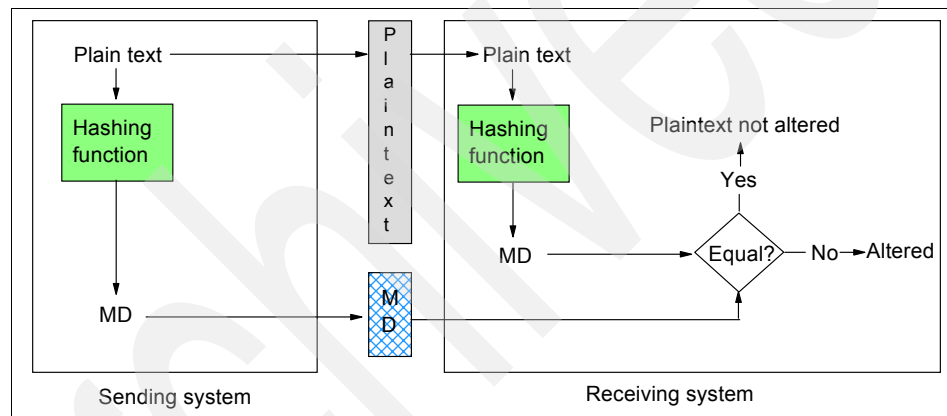 Plain text
Hashing
function
MD
Sending system
Plaintext
MD
Plain text
Hashing
function
MD
Equal?
Yes
Plaintext not altered
No
Altered
Receiving system